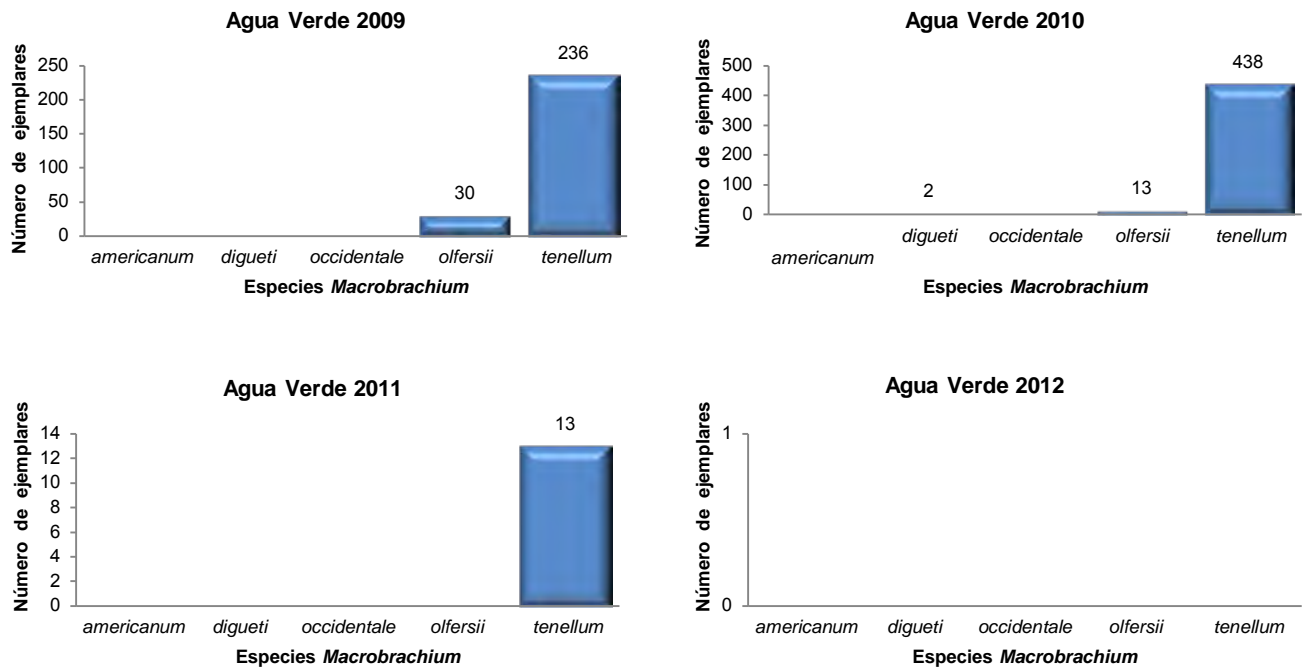 Agua Verde 2009
Número de ejemplares
250
200
150
100
50
0
236
30
americanum digueti occidentale olfersii tenellum
Especies Macrobrachium
Agua Verde 2010
Número de ejemplares
500
400
300
200
100
0
438
2
13
americanum digueti occidentale olfersii tenellum
Especies Macrobrachium
Agua Verde 2011
Número de ejemplares
14
12
10
8
6
4
2
0
13
americanum digueti occidentale olfersii tenellum
Especies Macrobrachium
Agua Verde 2012
Número de ejemplares
1
0
americanum digueti occidentale olfersii tenellum
Especies Macrobrachium